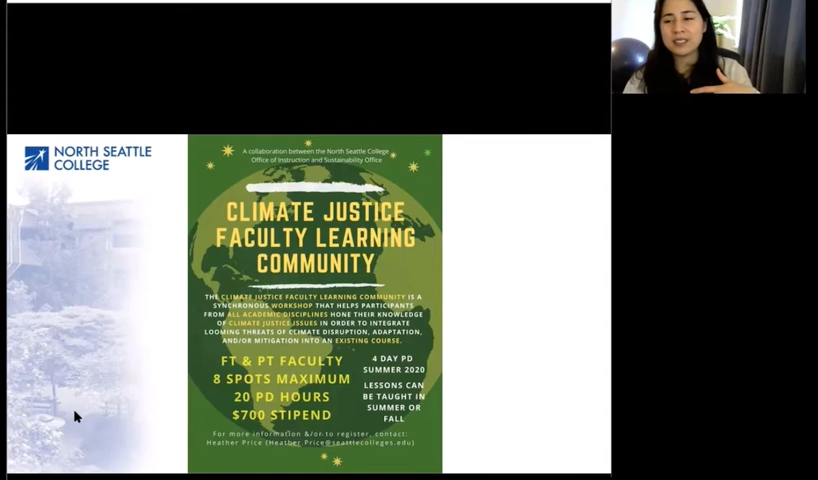 NORTH SEATTLE
COLLEGE
A collaboration between the North Seattle College
Office of Instruction and Sustainability Office
CLIMATE JUSTICE
FACULTY LEARNING
COMMUNITY
THE CLIMATE JUSTICE FACULTY LEARNING COMMUNITY IS A
SYNCHRONOUS WORKSHOP THAT HELPS PARTICIPANTS
FROM ALL ACADEMIC DISCIPLINES HONE THEIR KNOWLEDGE
OF CLIMATE JUSTICE ISSUES IN ORDER TO INTEGRATE
LOOMING THREATS OF CLIMATE DISRUPTION, ADAPTATION,
AND/OR MITIGATION INTO AN EXISTING COURSE.
FT & PT FACULTY
8 SPOTS MAXIMUM
20 PD HOURS
$700 STIPEND
4 DAY PD
SUMMER 2020
LESSONS CAN
BE TAUGHT IN
SUMMER OR
FALL
For more information &/or to register, contact:
Heather Price (Heather.Price@seattlecolleges.edu)